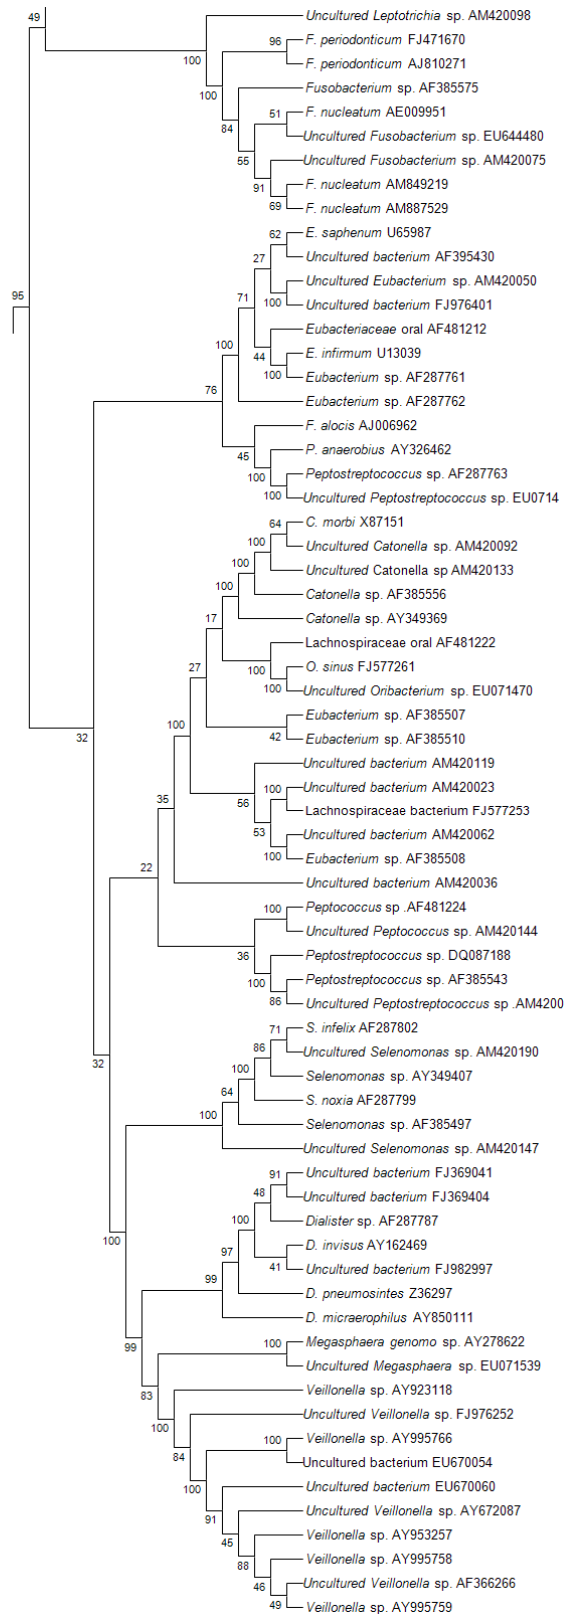 49
Uncultured Leptotrichia sp. AM420098
96
F. periodonticum FJ471670
100
F. periodonticum AJ810271
100
Fusobacterium sp. AF385575
51
F. nucleatum AE009951
84
Uncultured Fusobacterium sp. EU644480
55
Uncultured Fusobacterium sp. AM420075
91
F. nucleatum AM849219
69
F. nucleatum AM887529
62
E. saphenum U65987
27
Uncultured bacterium AF395430
Uncultured Eubacterium sp. AM420050
95
71
100
Uncultured bacterium FJ976401
Eubacteriaceae oral AF481212
100
44
E. infirmum U13039
100
Eubacterium sp. AF287761
76
Eubacterium sp. AF287762
F. alocis AJ006962
45
P. anaerobius AY326462
100
Peptostreptococcus sp. AF287763
100
Uncultured Peptostreptococcus sp. EU0714
64
C. morbi X87151
100
Uncultured Catonella sp. AM420092
100
Uncultured Catonella sp AM420133
100
Catonella sp. AF385556
17
Catonella sp. AY349369
Lachnospiraceae oral AF481222
27
100
O. sinus FJ577261
100
Uncultured Oribacterium sp. EU071470
100
Eubacterium sp. AF385507
32
42
Eubacterium sp. AF385510
Uncultured bacterium AM420119
100
Uncultured bacterium AM420023
35
56
Lachnospiraceae bacterium FJ577253
53
Uncultured bacterium AM420062
100
Eubacterium sp. AF385508
22
Uncultured bacterium AM420036
100
Peptococcus sp .AF481224
Uncultured Peptococcus sp. AM420144
36
Peptostreptococcus sp. DQ087188
100
Peptostreptococcus sp. AF385543
86
Uncultured Peptostreptococcus sp .AM4200
71
S. infelix AF287802
86
Uncultured Selenomonas sp. AM420190
32
100
Selenomonas sp. AY349407
64
S. noxia AF287799
100
Selenomonas sp. AF385497
Uncultured Selenomonas sp. AM420147
91
Uncultured bacterium FJ369041
48
Uncultured bacterium FJ369404
100
Dialister sp. AF287787
100
97
D. invisus AY162469
41
Uncultured bacterium FJ982997
99
D. pneumosintes Z36297
D. micraerophilus AY850111
99
100
Megasphaera genomo sp. AY278622
Uncultured Megasphaera sp. EU071539
83
Veillonella sp. AY923118
100
Uncultured Veillonella sp. FJ976252
84
100
Veillonella sp. AY995766
Uncultured bacterium EU670054
100
Uncultured bacterium EU670060
91
Uncultured Veillonella sp. AY672087
45
Veillonella sp. AY953257
88
Veillonella sp. AY995758
46
Uncultured Veillonella sp. AF366266
49
Veillonella sp. AY995759